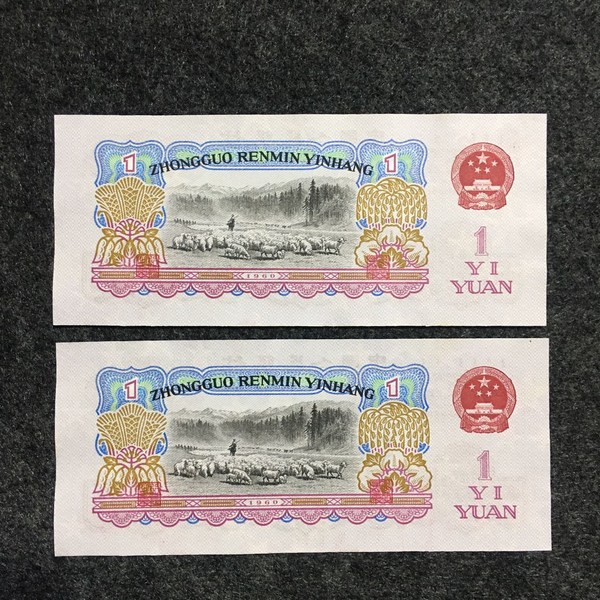 1 ZHONGGUO RENMIN YINHANG 1
1960
1
YI
YUAN
1 ZHONGGUO RENMIN YINHANG 1
1960
1
YI
YUAN